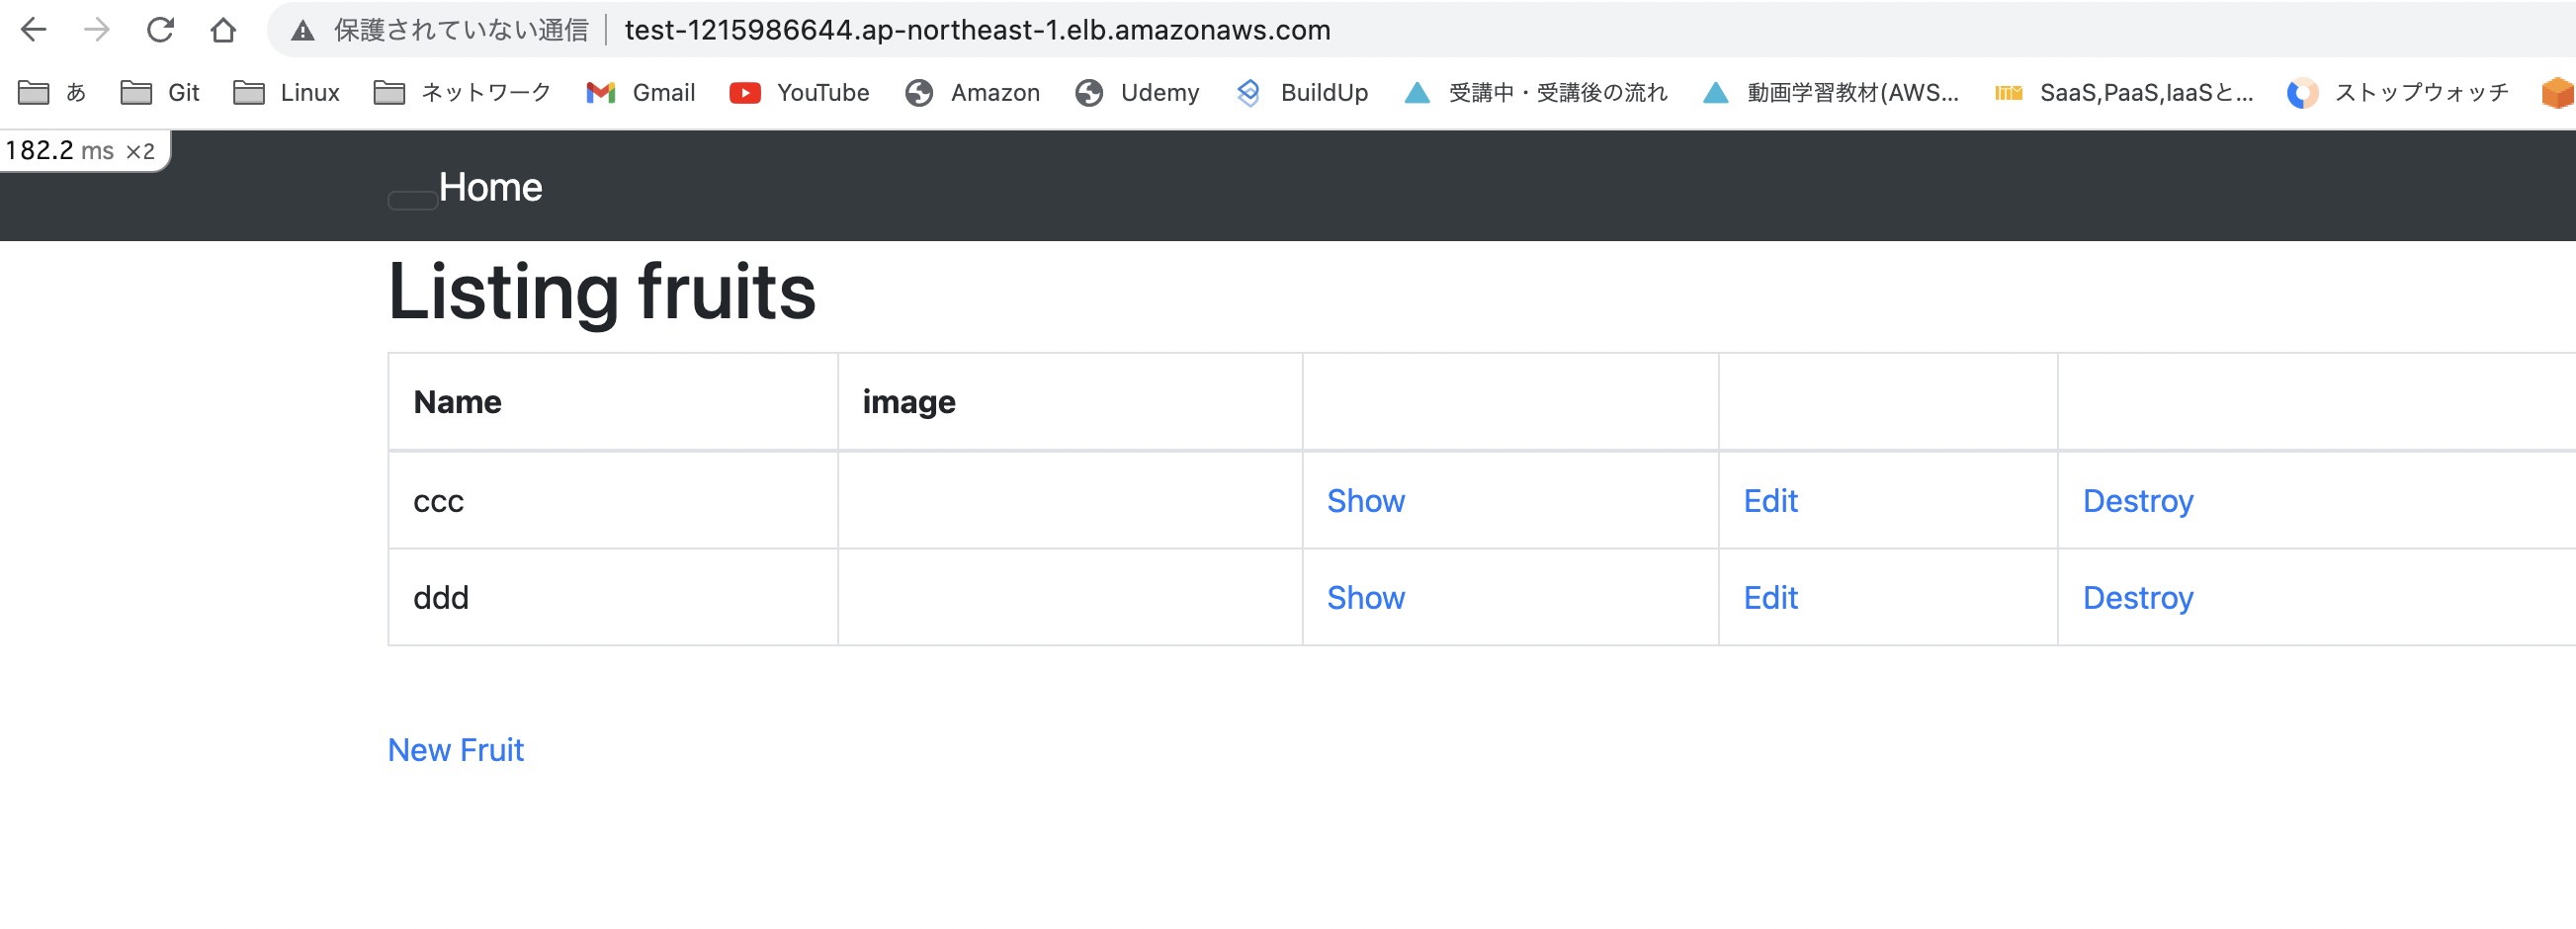 保護されていない通信 test-1215986644.ap-northeast-1.elb.amazonaws.com
あ Git Linux ネットワーク Gmail YouTube Amazon Udemy BuildUp 受講中・受講後の流れ 動画学習教材(AWS... ITM SaaS,PaaS,IaaSと... ストップウォッチ
182.2 ms ×2
Home
Listing fruits
Name image
ccc Show Edit Destroy
ddd Show Edit Destroy
New Fruit